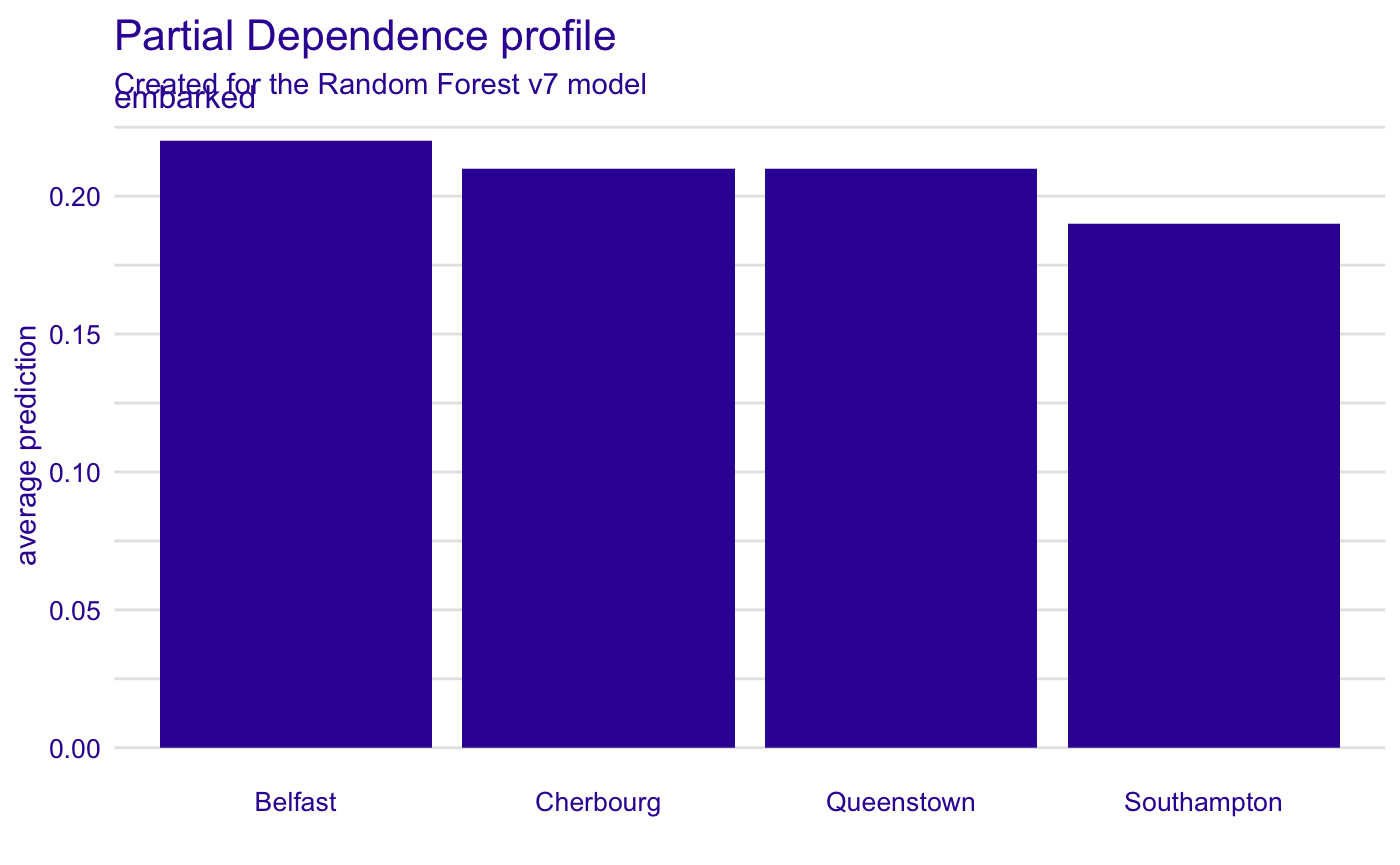 Partial Dependence profile
Created for the Random Forest v7 model
embarked
average prediction
0.20
0.15
0.10
0.05
0.00
Belfast Cherbourg Queenstown Southampton